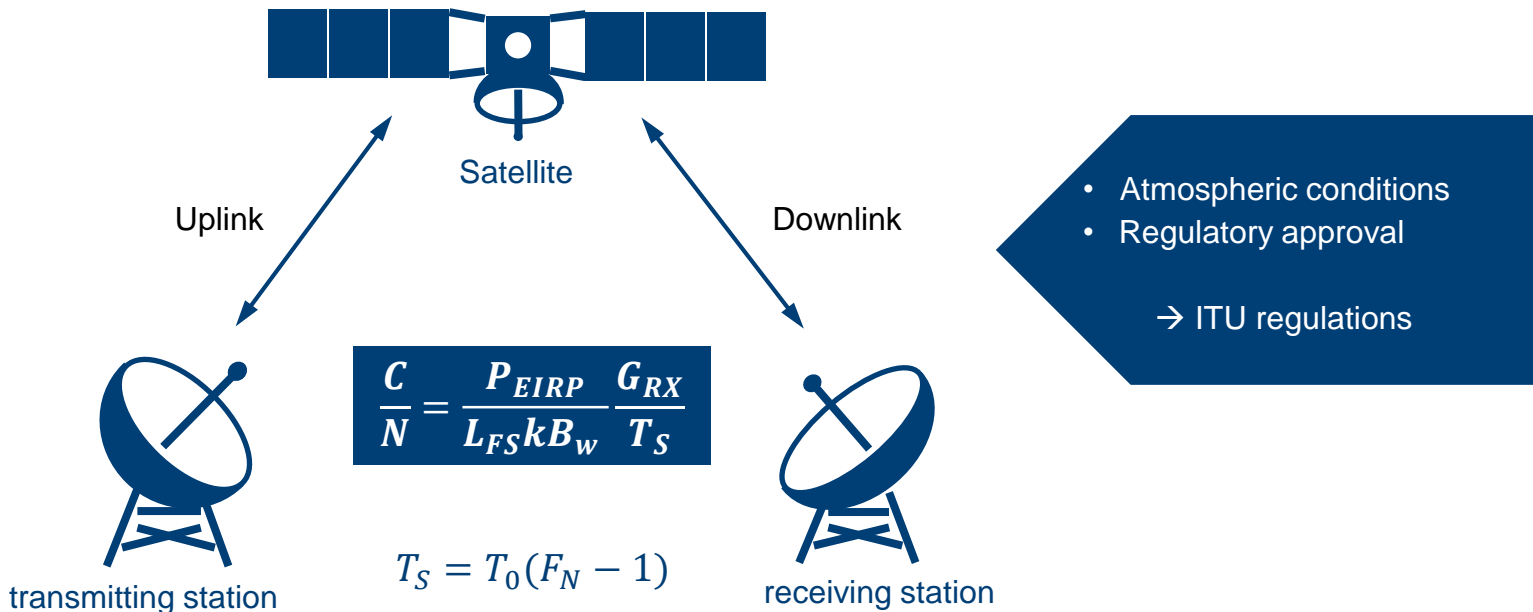 Satellite
Uplink
Downlink
• Atmospheric conditions
• Regulatory approval
→ ITU regulations
C/N = P_EIRP/(L_FS k B_w) G_RX/T_S
T_S = T_0(F_N − 1)
transmitting station
receiving station